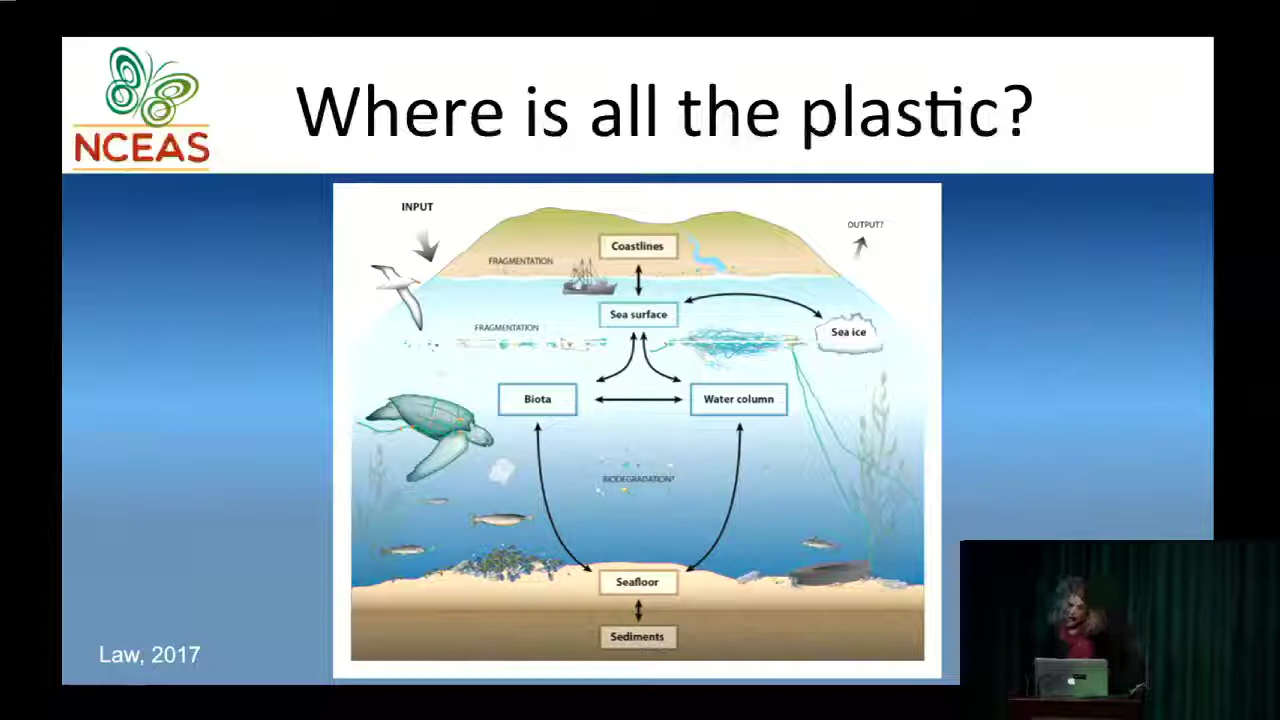 NCEAS
Where is all the plastic?
INPUT
OUTPUT?
Coastlines
FRAGMENTATION
Sea surface
FRAGMENTATION
Sea ice
Biota
Water column
BIODEGRADATION?
Seafloor
Sediments
Law, 2017